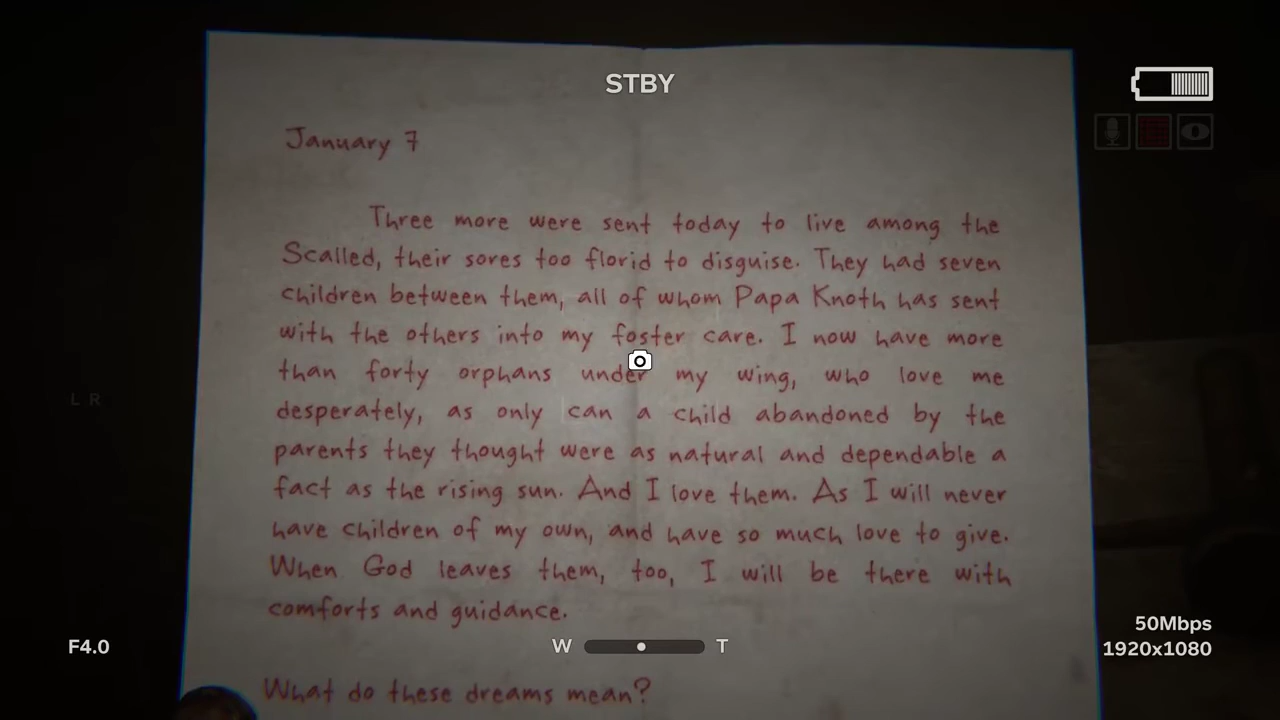 STBY
January 7
Three more were sent today to live among the
Scalled, their sores too florid to disguise. They had seven
children between them, all of whom Papa Knoth has sent
with the others into my foster care. I now have more
than forty orphans under my wing, who love me
desperately, as only can a child abandoned by the
parents they thought were as natural and dependable a
fact as the rising sun. And I love them. As I will never
have children of my own, and have so much love to give.
When God leaves them, too, I will be there with
comforts and guidance.
What do these dreams mean?
L R
F4.0
W T
50Mbps
1920x1080